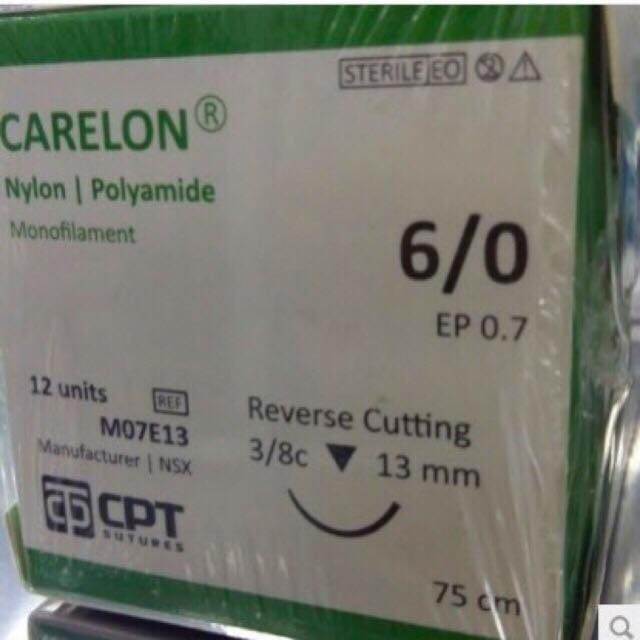 STERILE EO
CARELON®
Nylon | Polyamide
Monofilament
6/0
EP 0.7
12 units
REF
M07E13
Manufacturer | NSX
CPT
SUTURES
Reverse Cutting
3/8c ▼ 13 mm
75 cm